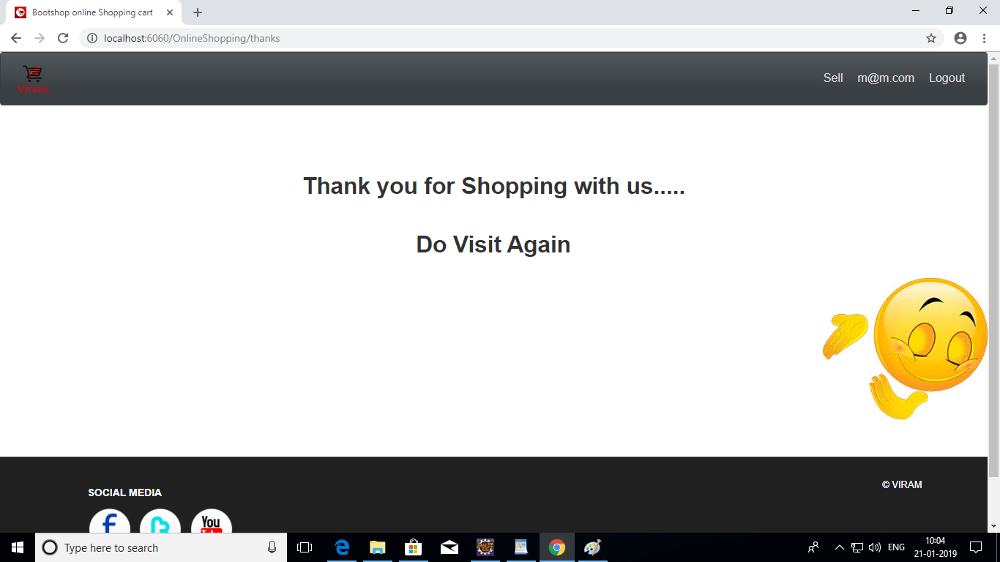 Bootshop online Shopping cart
localhost:6060/OnlineShopping/thanks
Viram.
Sell m@m.com Logout
Thank you for Shopping with us.....
Do Visit Again
SOCIAL MEDIA
© VIRAM
You
Type here to search
ENG
10:04
21-01-2019